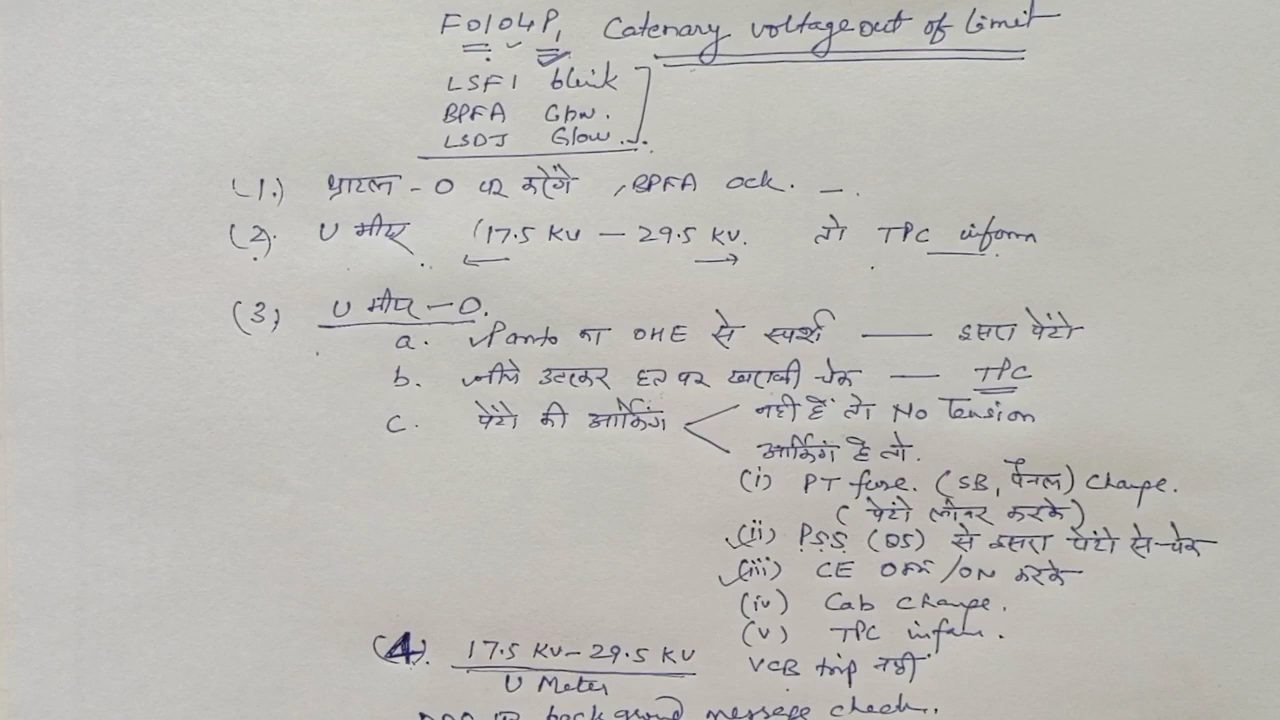 F0104P, Catenary voltage out of limit
LSF1 blink
BPFA Glow.
LSDJ Glow.
(1.) थ्राटल - 0 पर करेंगे , BPFA ack.
(2). U मीटर (17.5 KV — 29.5 KV. तो TPC inform
(3) U मीटर — 0.
a. Panto का OHE से स्पर्श — दूसरा पेंटो
b. नीचे उतरकर छत पर खराबी चेक — TPC
c. पेंटो की आर्किंग
नही हैं तो No Tension
आर्किंग है तो.
(i) PT fuse. (SB, पैनल) change.
( पेंटो लोवर करके )
(ii) PSS (DS) से दूसरा पेंटो से चेक
(iii) CE OFF/ON करके
(iv) Cab change.
(v) TPC inform.
(4). 17.5 KV - 29.5 KV VCB trip नही
U Meter
background message check.